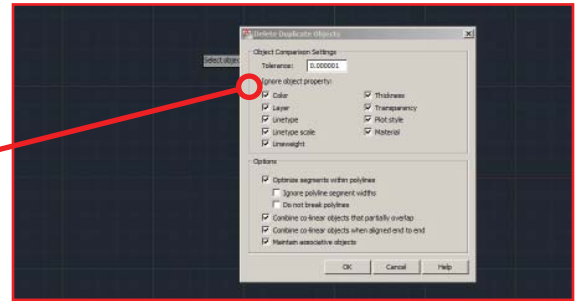 Delete Duplicate Objects
Select objec
Object Comparison Settings
Tolerance: 0.000001
Ignore object property:
Color
Thickness
Layer
Transparency
Linetype
Plot style
Linetype scale
Material
Lineweight
Options
Optimize segments within polylines
Ignore polyline segment widths
Do not break polylines
Combine co-linear objects that partially overlap
Combine co-linear objects when aligned end to end
Maintain associative objects
OK Cancel Help